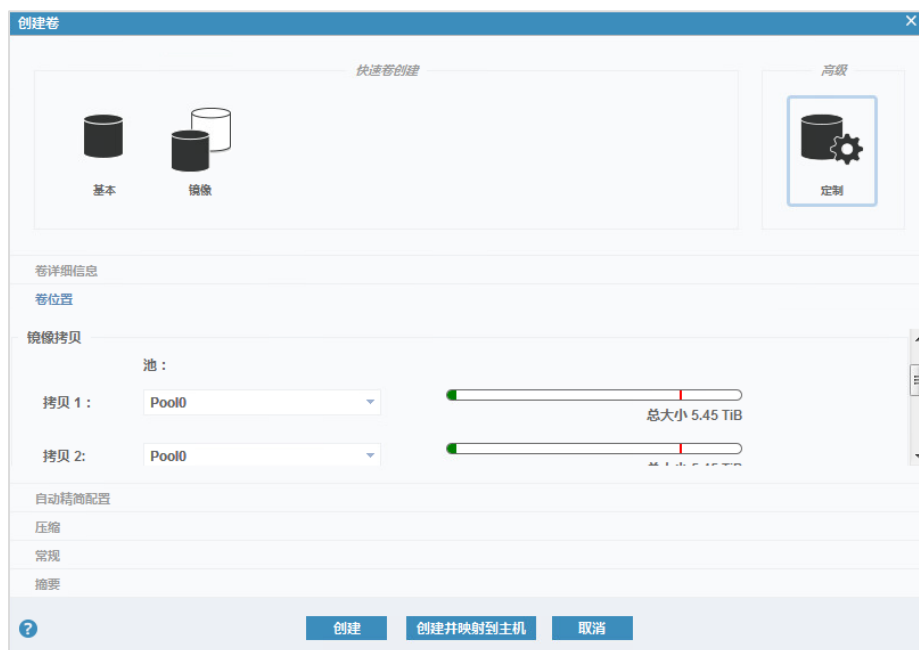 创建卷
快速卷创建
高级
基本
镜像
定制
卷详细信息
卷位置
镜像拷贝
池：
拷贝 1： Pool0
总大小 5.45 TiB
拷贝 2: Pool0
自动精简配置
压缩
常规
摘要
? 创建 创建并映射到主机 取消